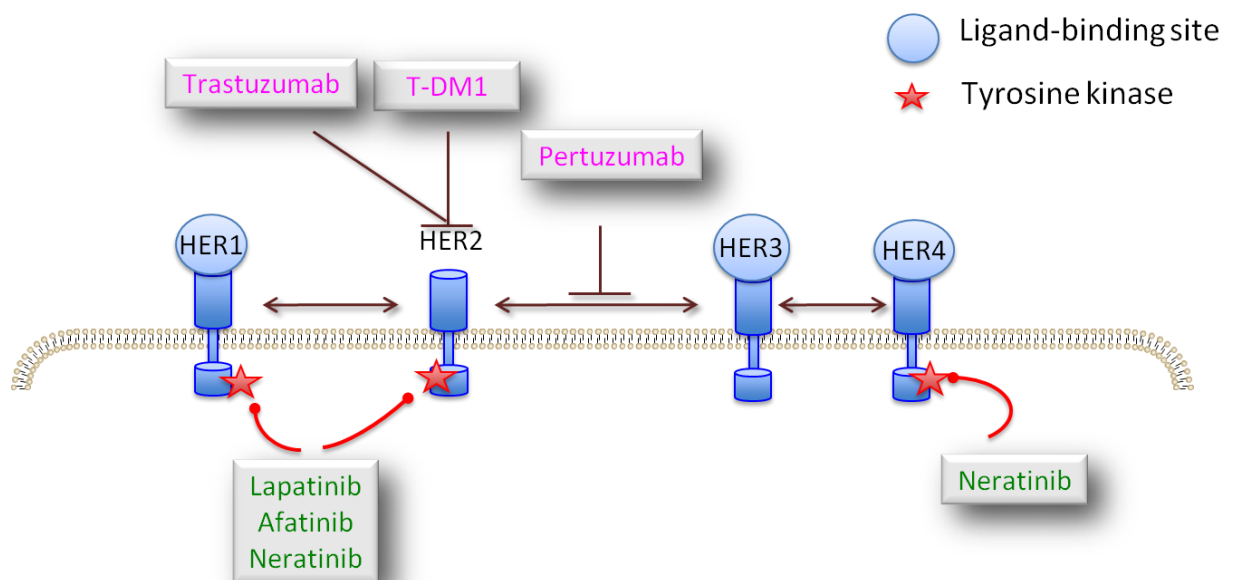 Ligand-binding site
Tyrosine kinase
Trastuzumab
T-DM1
Pertuzumab
HER1
HER2
HER3
HER4
Lapatinib
Afatinib
Neratinib
Neratinib